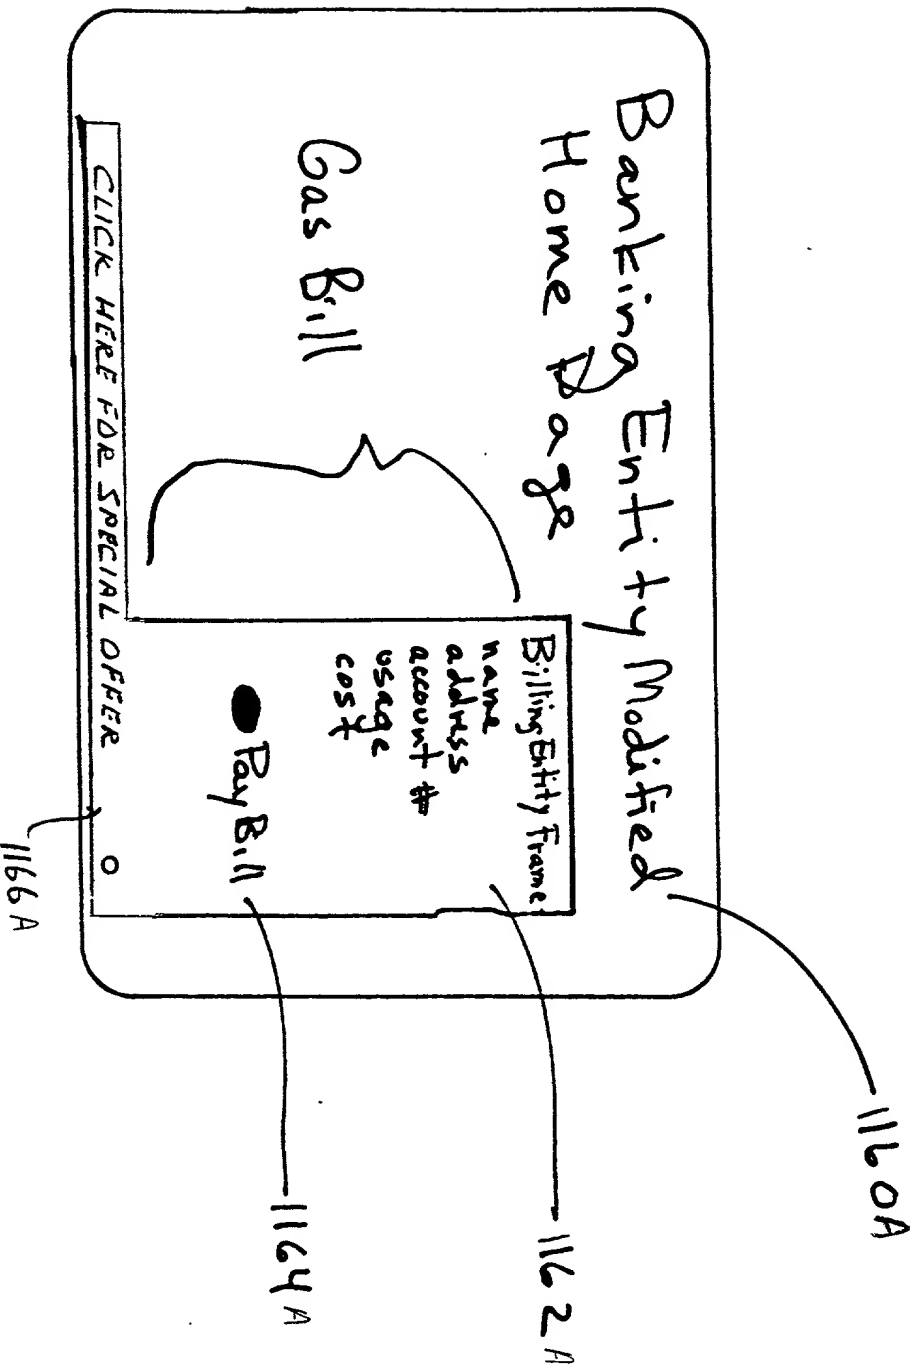 Banking Entity Modified
Home Page
1160A
Billing Entity Frame
name
address
account #
usage
cost
1162A
Gas Bill
Pay Bill
1164A
CLICK HERE FOR SPECIAL OFFER
1166A